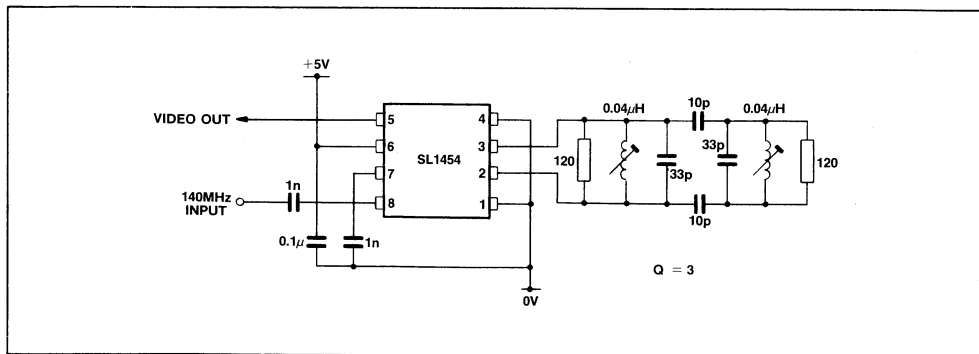 +5V
VIDEO OUT
5
6
7
8
SL1454
4
3
2
1
140MHz
INPUT
1n
0.1μ
1n
0V
120
0.04μH
33p
10p
10p
33p
0.04μH
120
Q = 3